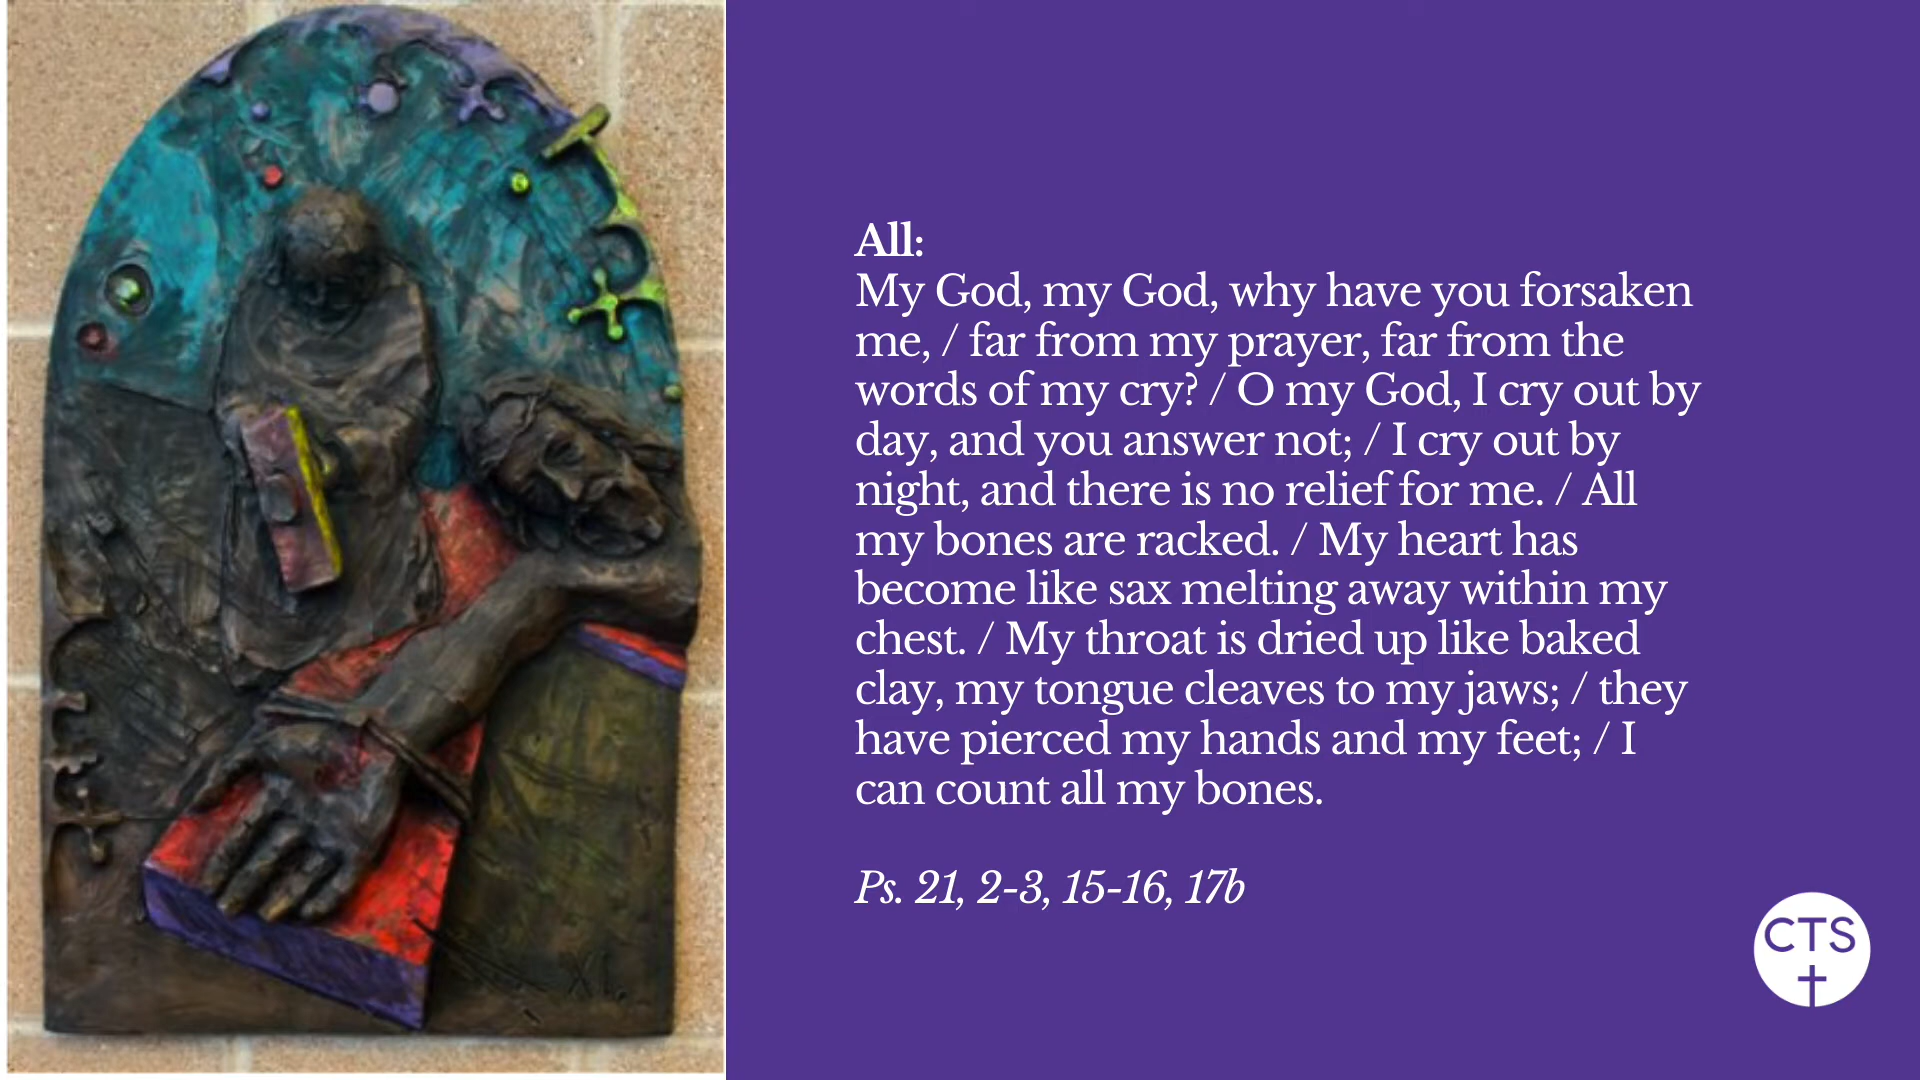 All:
My God, my God, why have you forsaken
me, / far from my prayer, far from the
words of my cry? / O my God, I cry out by
day, and you answer not; / I cry out by
night, and there is no relief for me. / All
my bones are racked. / My heart has
become like sax melting away within my
chest. / My throat is dried up like baked
clay, my tongue cleaves to my jaws; / they
have pierced my hands and my feet; / I
can count all my bones.
Ps. 21, 2-3, 15-16, 17b
CTS
XI.